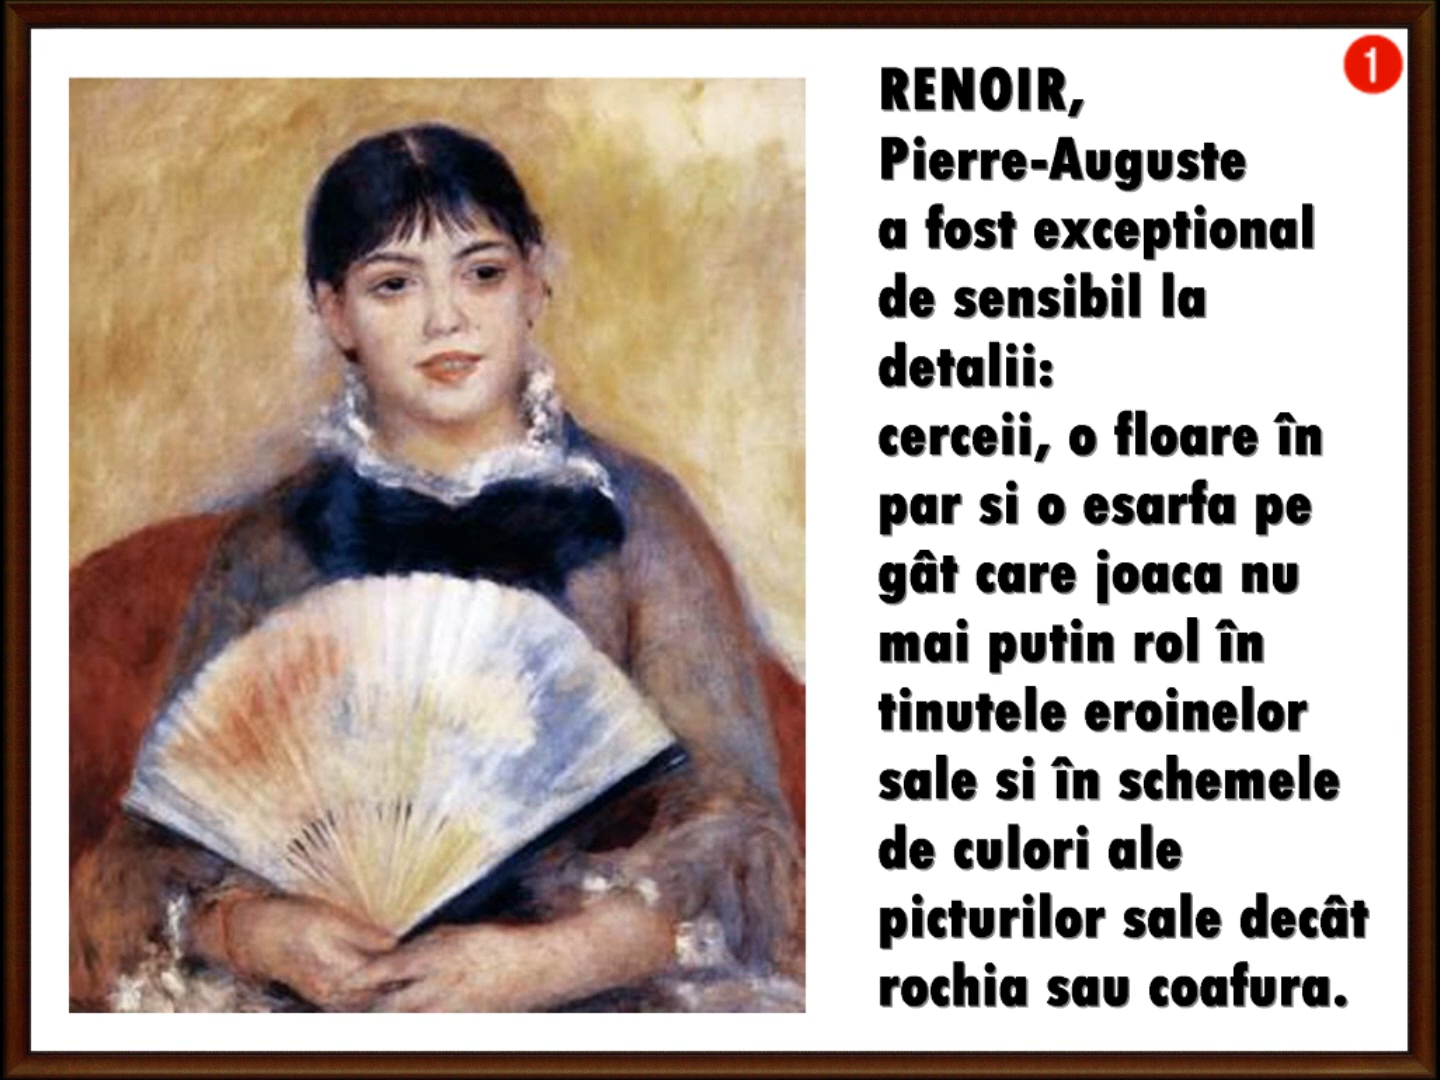 1
RENOIR,
Pierre-Auguste
a fost exceptional
de sensibil la
detalii:
cerceii, o floare în
par si o esarfa pe
gât care joaca nu
mai putin rol în
tinutele eroinelor
sale si în schemele
de culori ale
picturilor sale decât
rochia sau coafura.